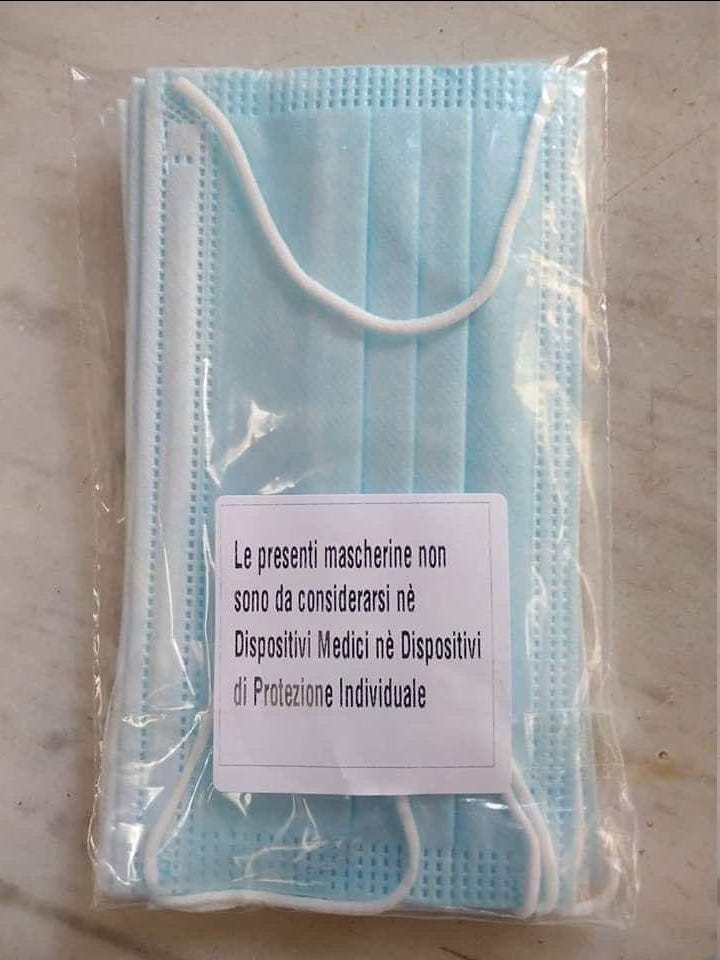 Le presenti mascherine non
sono da considerarsi nè
Dispositivi Medici nè Dispositivi
di Protezione Individuale